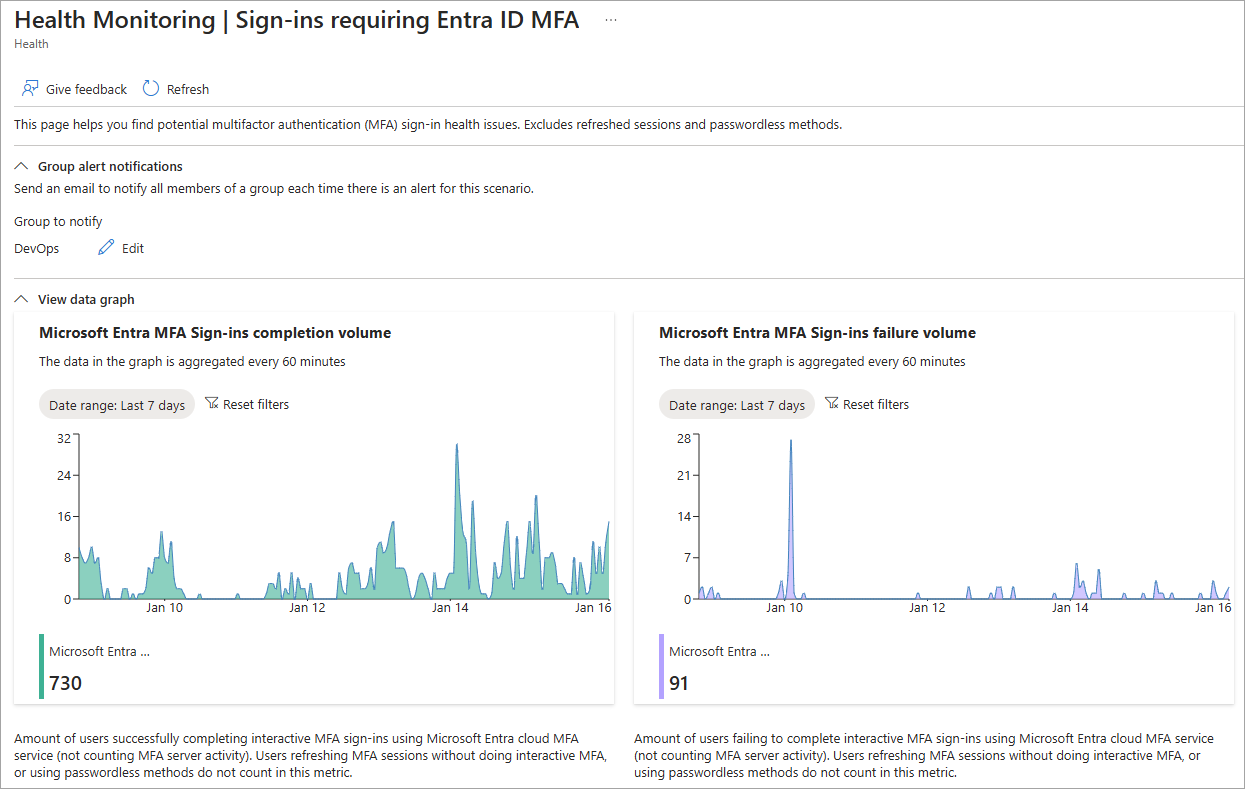 Health Monitoring | Sign-ins requiring Entra ID MFA ...
Health
Give feedback Refresh
This page helps you find potential multifactor authentication (MFA) sign-in health issues. Excludes refreshed sessions and passwordless methods.
Group alert notifications
Send an email to notify all members of a group each time there is an alert for this scenario.
Group to notify
DevOps Edit
View data graph
Microsoft Entra MFA Sign-ins completion volume
The data in the graph is aggregated every 60 minutes
Date range: Last 7 days Reset filters
32
24
16
8
0
Jan 10 Jan 12 Jan 14 Jan 16
Microsoft Entra ...
730
Amount of users successfully completing interactive MFA sign-ins using Microsoft Entra cloud MFA
service (not counting MFA server activity). Users refreshing MFA sessions without doing interactive MFA,
or using passwordless methods do not count in this metric.
Microsoft Entra MFA Sign-ins failure volume
The data in the graph is aggregated every 60 minutes
Date range: Last 7 days Reset filters
28
21
14
7
0
Jan 10 Jan 12 Jan 14 Jan 16
Microsoft Entra ...
91
Amount of users failing to complete interactive MFA sign-ins using Microsoft Entra cloud MFA service
(not counting MFA server activity). Users refreshing MFA sessions without doing interactive MFA, or
using passwordless methods do not count in this metric.